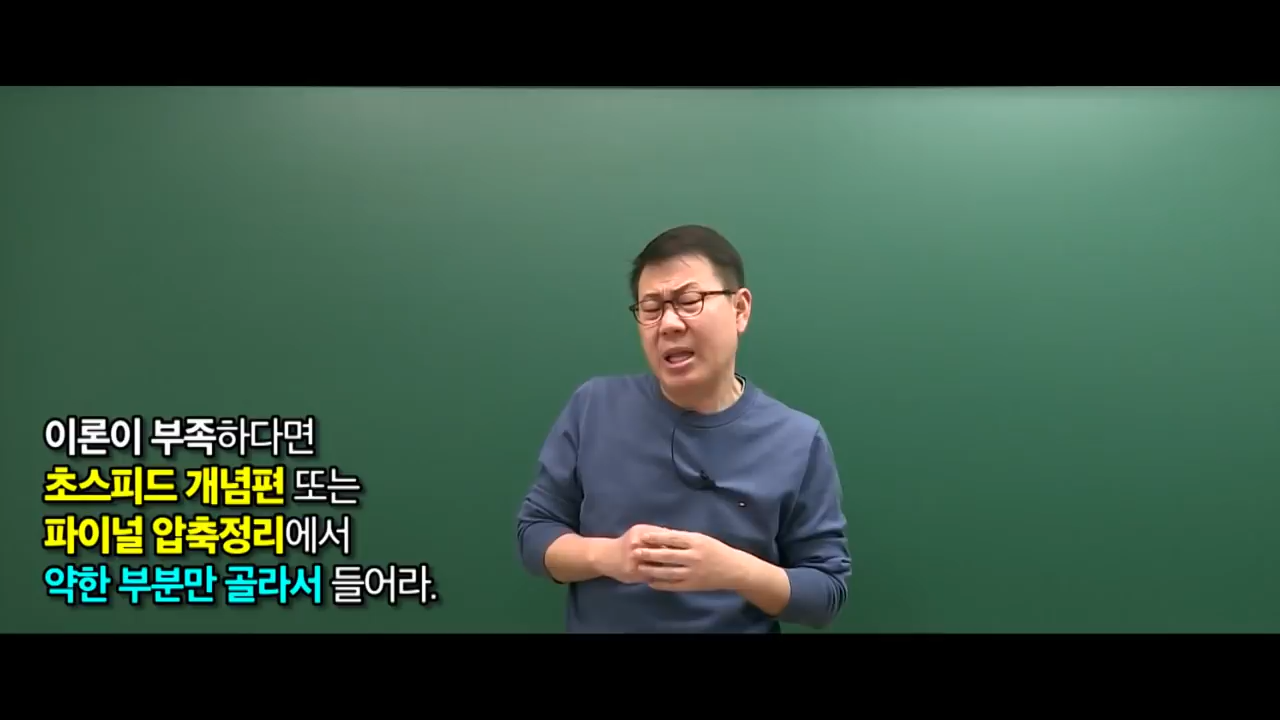 이론이 부족하다면
초스피드 개념편 또는
파이널 압축정리에서
약한 부분만 골라서 들어라.